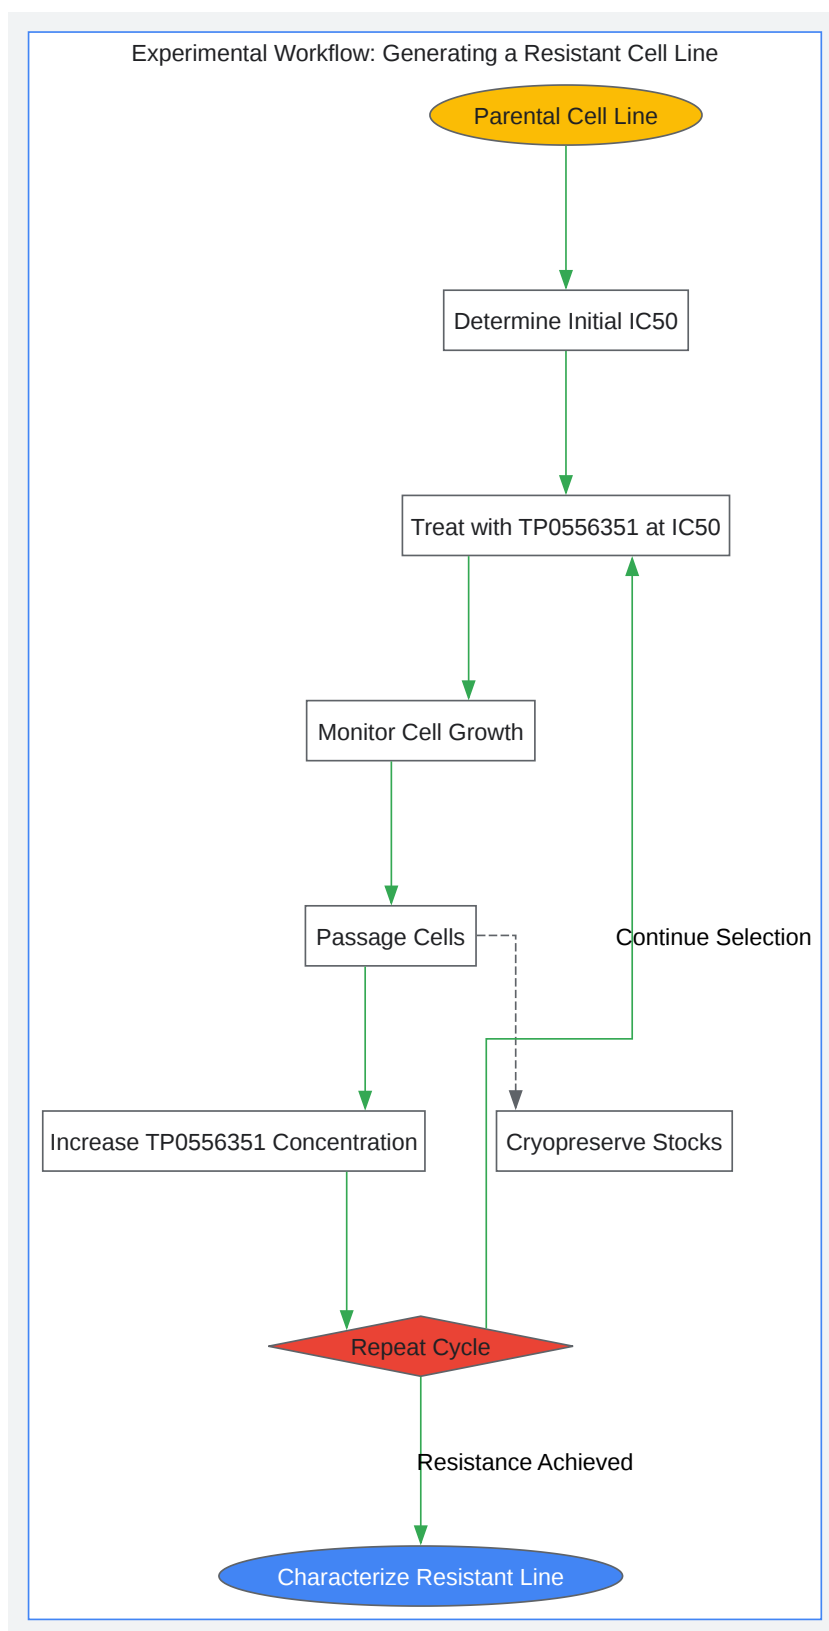 Experimental Workflow: Generating a Resistant Cell Line
Parental Cell Line
Determine Initial IC50
Treat with TP0556351 at IC50
Monitor Cell Growth
Passage Cells
Continue Selection
Increase TP0556351 Concentration
Cryopreserve Stocks
Repeat Cycle
Resistance Achieved
Characterize Resistant Line